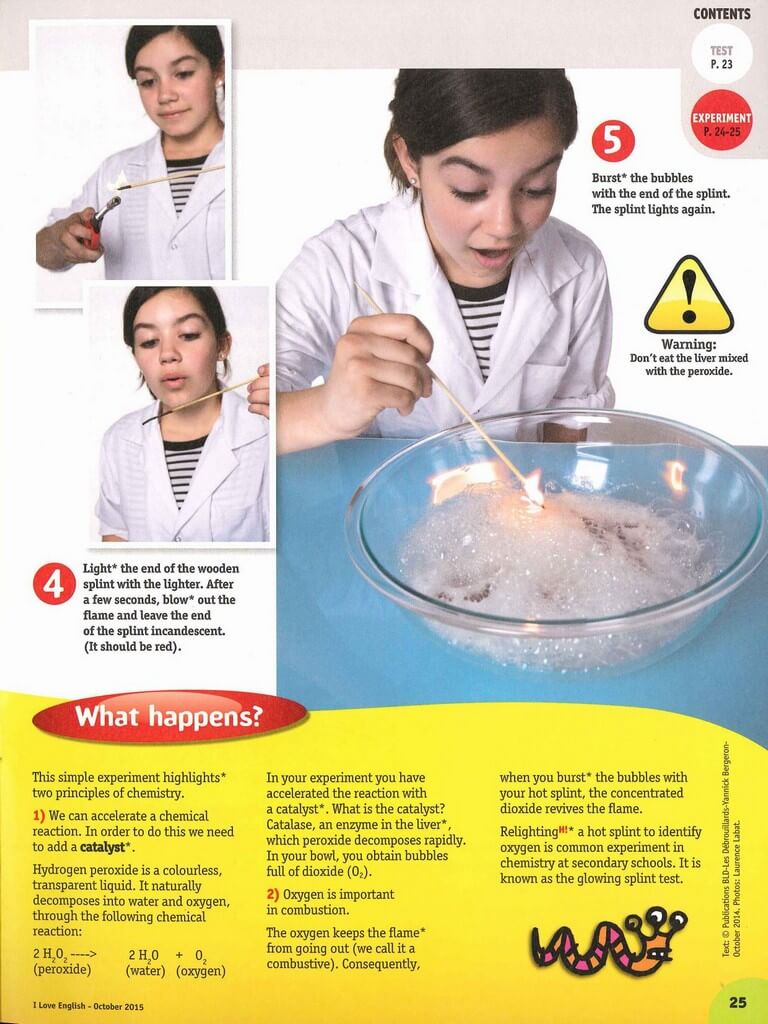 CONTENTS
TEST
P. 23
EXPERIMENT
P. 24-25
5
Burst* the bubbles
with the end of the splint.
The splint lights again.
Warning:
Don't eat the liver mixed
with the peroxide.
4
Light* the end of the wooden
splint with the lighter. After
a few seconds, blow* out the
flame and leave the end
of the splint incandescent.
(It should be red).
What happens?
This simple experiment highlights*
two principles of chemistry.
1) We can accelerate a chemical
reaction. In order to do this we need
to add a catalyst*.
Hydrogen peroxide is a colourless,
transparent liquid. It naturally
decomposes into water and oxygen,
through the following chemical
reaction:
2 H₂O₂ ----> 2 H₂O + O₂
(peroxide) (water) (oxygen)
In your experiment you have
accelerated the reaction with
a catalyst*. What is the catalyst?
Catalase, an enzyme in the liver*,
which peroxide decomposes rapidly.
In your bowl, you obtain bubbles
full of dioxide (O₂).
2) Oxygen is important
in combustion.
The oxygen keeps the flame*
from going out (we call it a
combustive). Consequently,
when you burst* the bubbles with
your hot splint, the concentrated
dioxide revives the flame.
Relighting H!* a hot splint to identify
oxygen is common experiment in
chemistry at secondary schools. It is
known as the glowing splint test.
Text: © Publications BLD-Les Débrouillards-Yannick Bergeron-
October 2014. Photos: Laurence Labat.
I Love English - October 2015
25